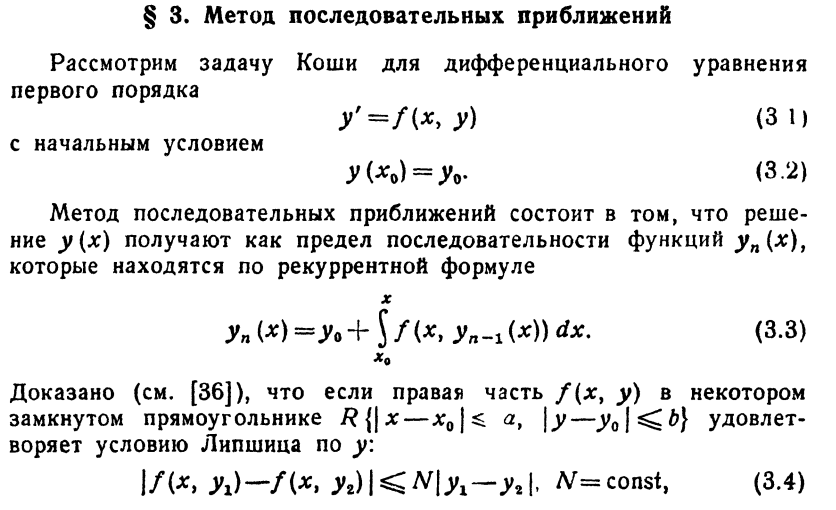 § 3. Метод последовательных приближений
Рассмотрим задачу Коши для дифференциального уравнения
первого порядка
y′ = f (x, y) (3 1)
с начальным условием
y (x₀) = y₀. (3.2)
Метод последовательных приближений состоит в том, что реше-
ние y (x) получают как предел последовательности функций yₙ (x),
которые находятся по рекуррентной формуле
yₙ (x) = y₀ + ∫ₓ₀ˣ f (x, yₙ₋₁ (x)) dx. (3.3)
Доказано (см. [36]), что если правая часть f (x, y) в некотором
замкнутом прямоугольнике R {| x — x₀ | ≤ a, | y — y₀ | ≤ b} удовлет-
воряет условию Липшица по y:
|f (x, y₁) — f (x, y₂)| ≤ N| y₁ — y₂ |, N = const, (3.4)